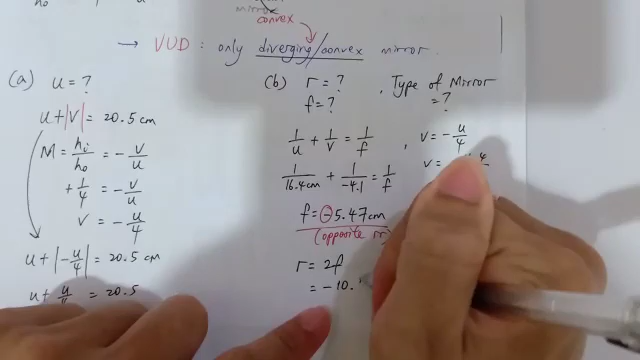 convex
→ VUD : only diverging/convex mirror.
(a) u = ?
u + |v| = 20.5 cm
M = hi/ho = - v/u
+ 1/4 = - v/u
v = - u/4
u + |- u/4| = 20.5 cm
u + u/4 = 20.5
(b) r = ? , Type of Mirror = ?
f = ?
1/u + 1/v = 1/f , v = - u/4
1/16.4cm + 1/-4.1 = 1/f
v =
f = -5.47 cm
(opposite
r = 2f
= -10.